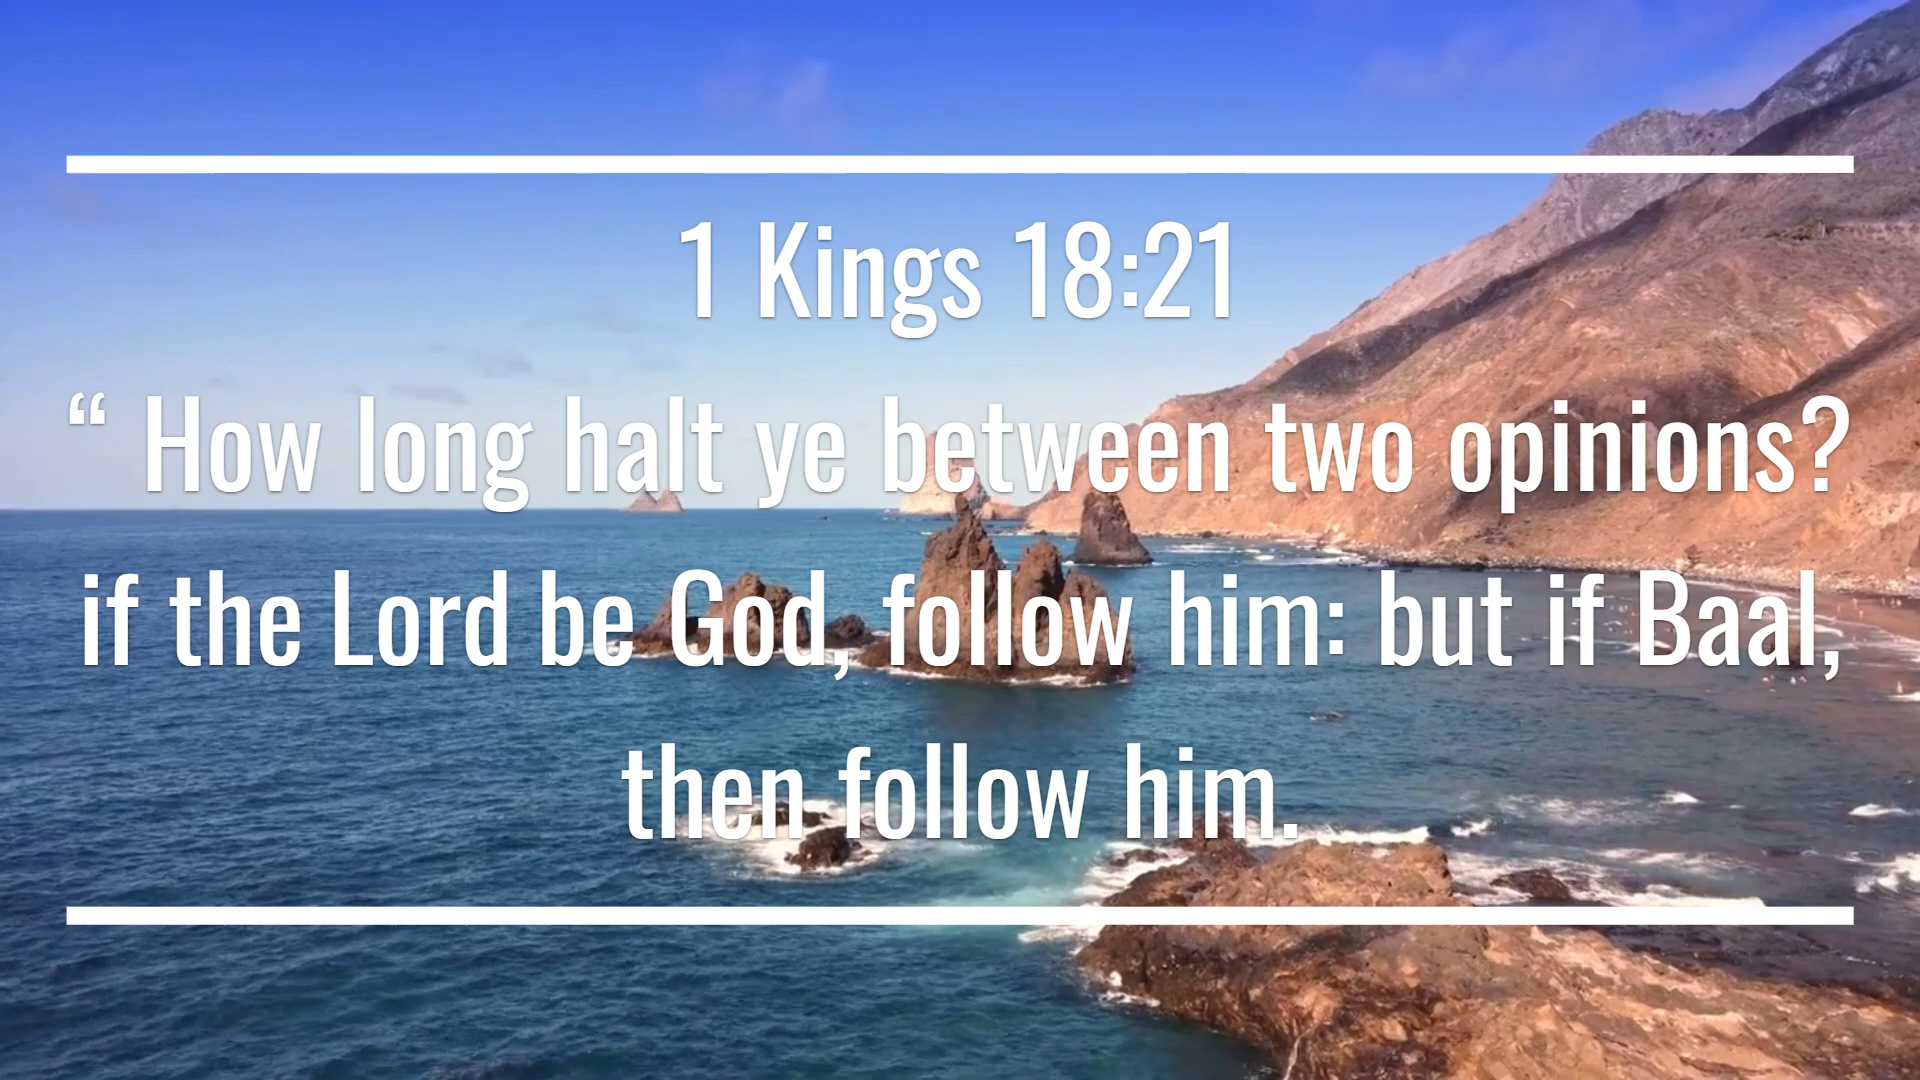 1 Kings 18:21
“ How long halt ye between two opinions?
if the Lord be God, follow him: but if Baal,
then follow him.